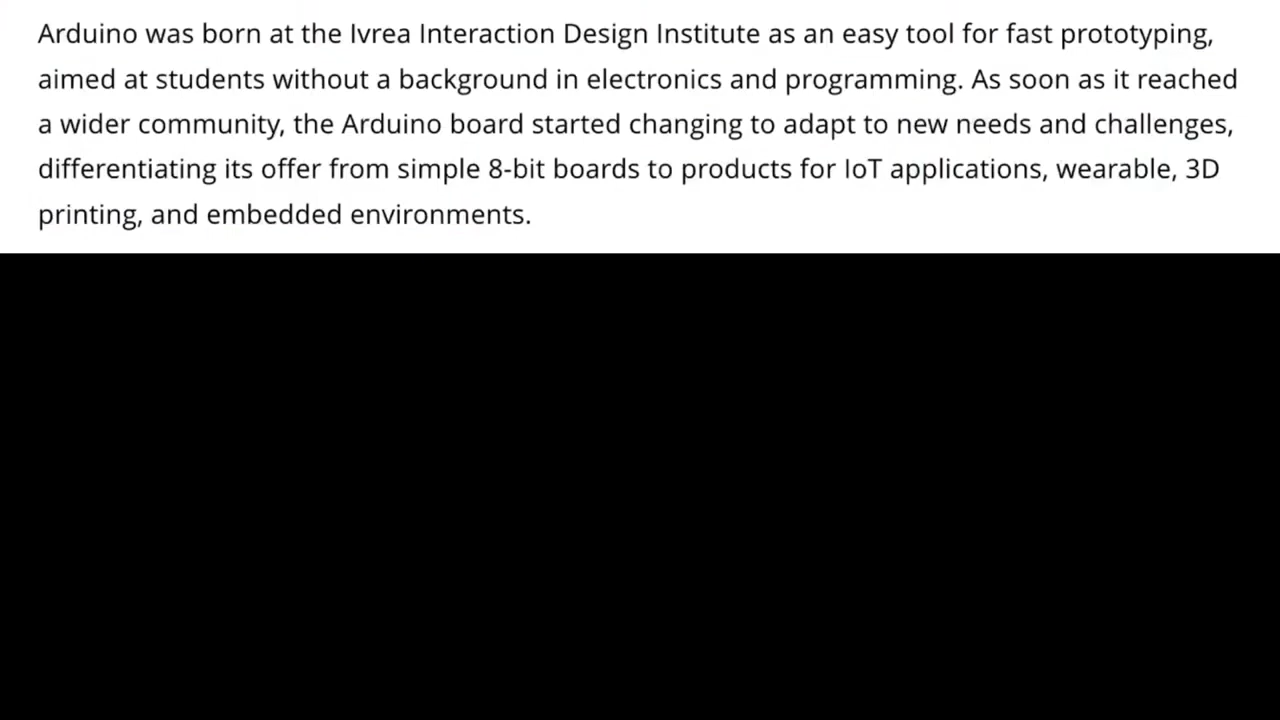 Arduino was born at the Ivrea Interaction Design Institute as an easy tool for fast prototyping,
aimed at students without a background in electronics and programming. As soon as it reached
a wider community, the Arduino board started changing to adapt to new needs and challenges,
differentiating its offer from simple 8-bit boards to products for IoT applications, wearable, 3D
printing, and embedded environments.